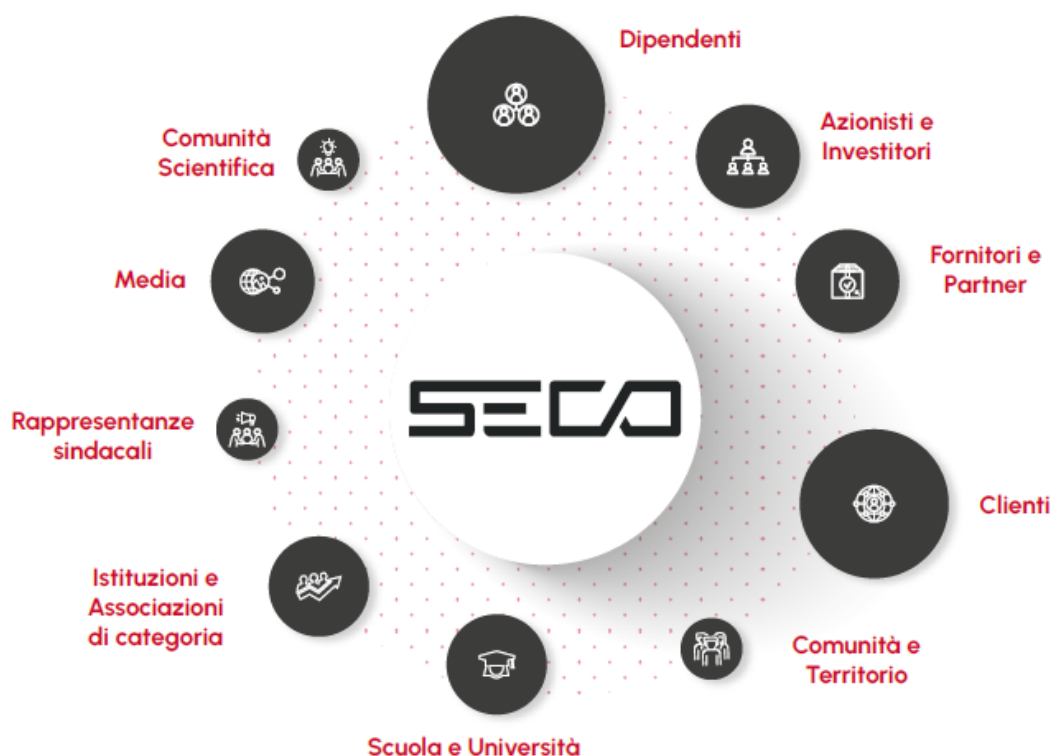 Dipendenti
Azionisti e
Investitori
Fornitori e
Partner
Clienti
Comunità e
Territorio
Scuola e Università
Istituzioni e
Associazioni
di categoria
Rappresentanze
sindacali
Media
Comunità
Scientifica
SECO